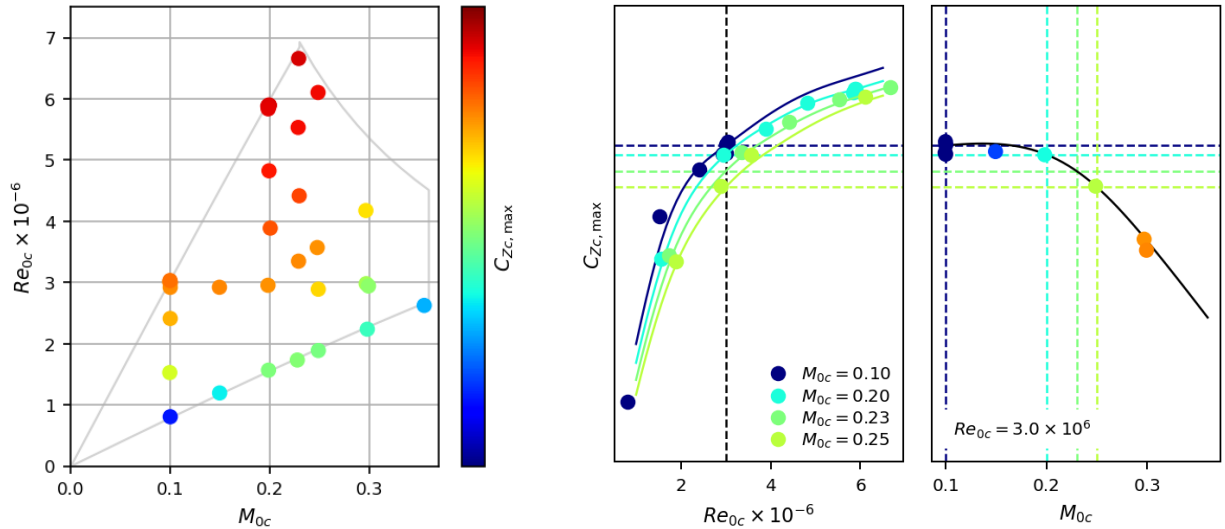 7
6
5
4
3
2
1
0
Re₀c × 10⁻⁶
0.0
0.1
0.2
0.3
M₀c
C_Zc,max
C_Zc,max
M₀c = 0.10
M₀c = 0.20
M₀c = 0.23
M₀c = 0.25
2
4
6
Re₀c × 10⁻⁶
Re₀c = 3.0 × 10⁶
0.1
0.2
0.3
M₀c